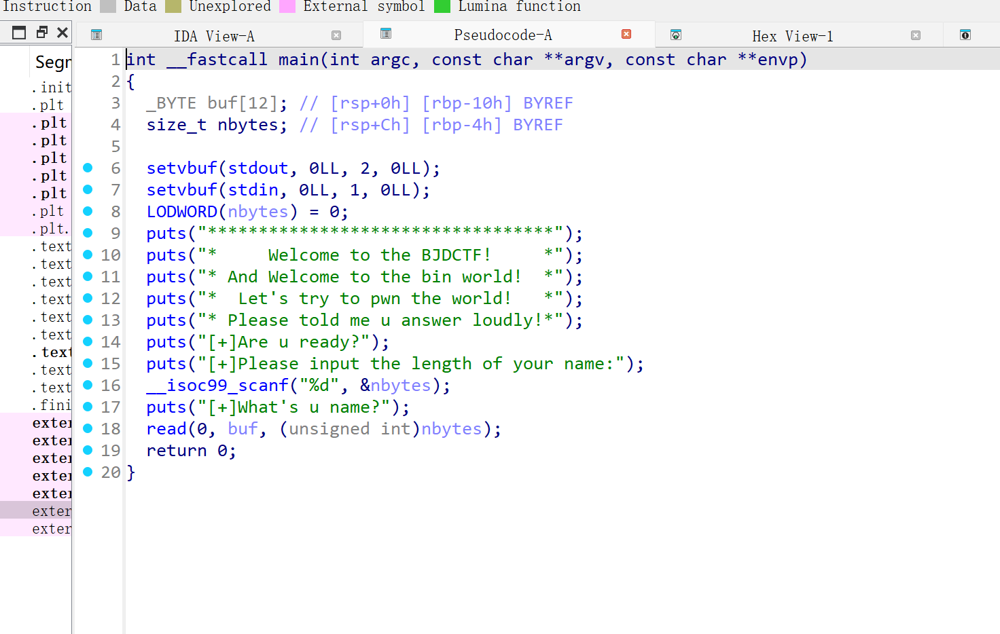 Instruction Data Unexplored External symbol Lumina function
IDA View-A Pseudocode-A Hex View-1
Segr
.init
.plt
.plt
.plt
.plt
.plt
.plt
.plt
.plt.
.text
.text
.text
.text
.text
.text
.text
.text
.text
.fini
exter
exter
exter
exter
exter
exter
exter
1 int __fastcall main(int argc, const char **argv, const char **envp)
2 {
3 _BYTE buf[12]; // [rsp+0h] [rbp-10h] BYREF
4 size_t nbytes; // [rsp+Ch] [rbp-4h] BYREF
5
6 setvbuf(stdout, 0LL, 2, 0LL);
7 setvbuf(stdin, 0LL, 1, 0LL);
8 LODWORD(nbytes) = 0;
9 puts("**********************************");
10 puts("*     Welcome to the BJDCTF!     *");
11 puts("* And Welcome to the bin world!  *");
12 puts("*  Let's try to pwn the world!   *");
13 puts("* Please told me u answer loudly!*");
14 puts("[+]Are u ready?");
15 puts("[+]Please input the length of your name:");
16 __isoc99_scanf("%d", &nbytes);
17 puts("[+]What's u name?");
18 read(0, buf, (unsigned int)nbytes);
19 return 0;
20 }